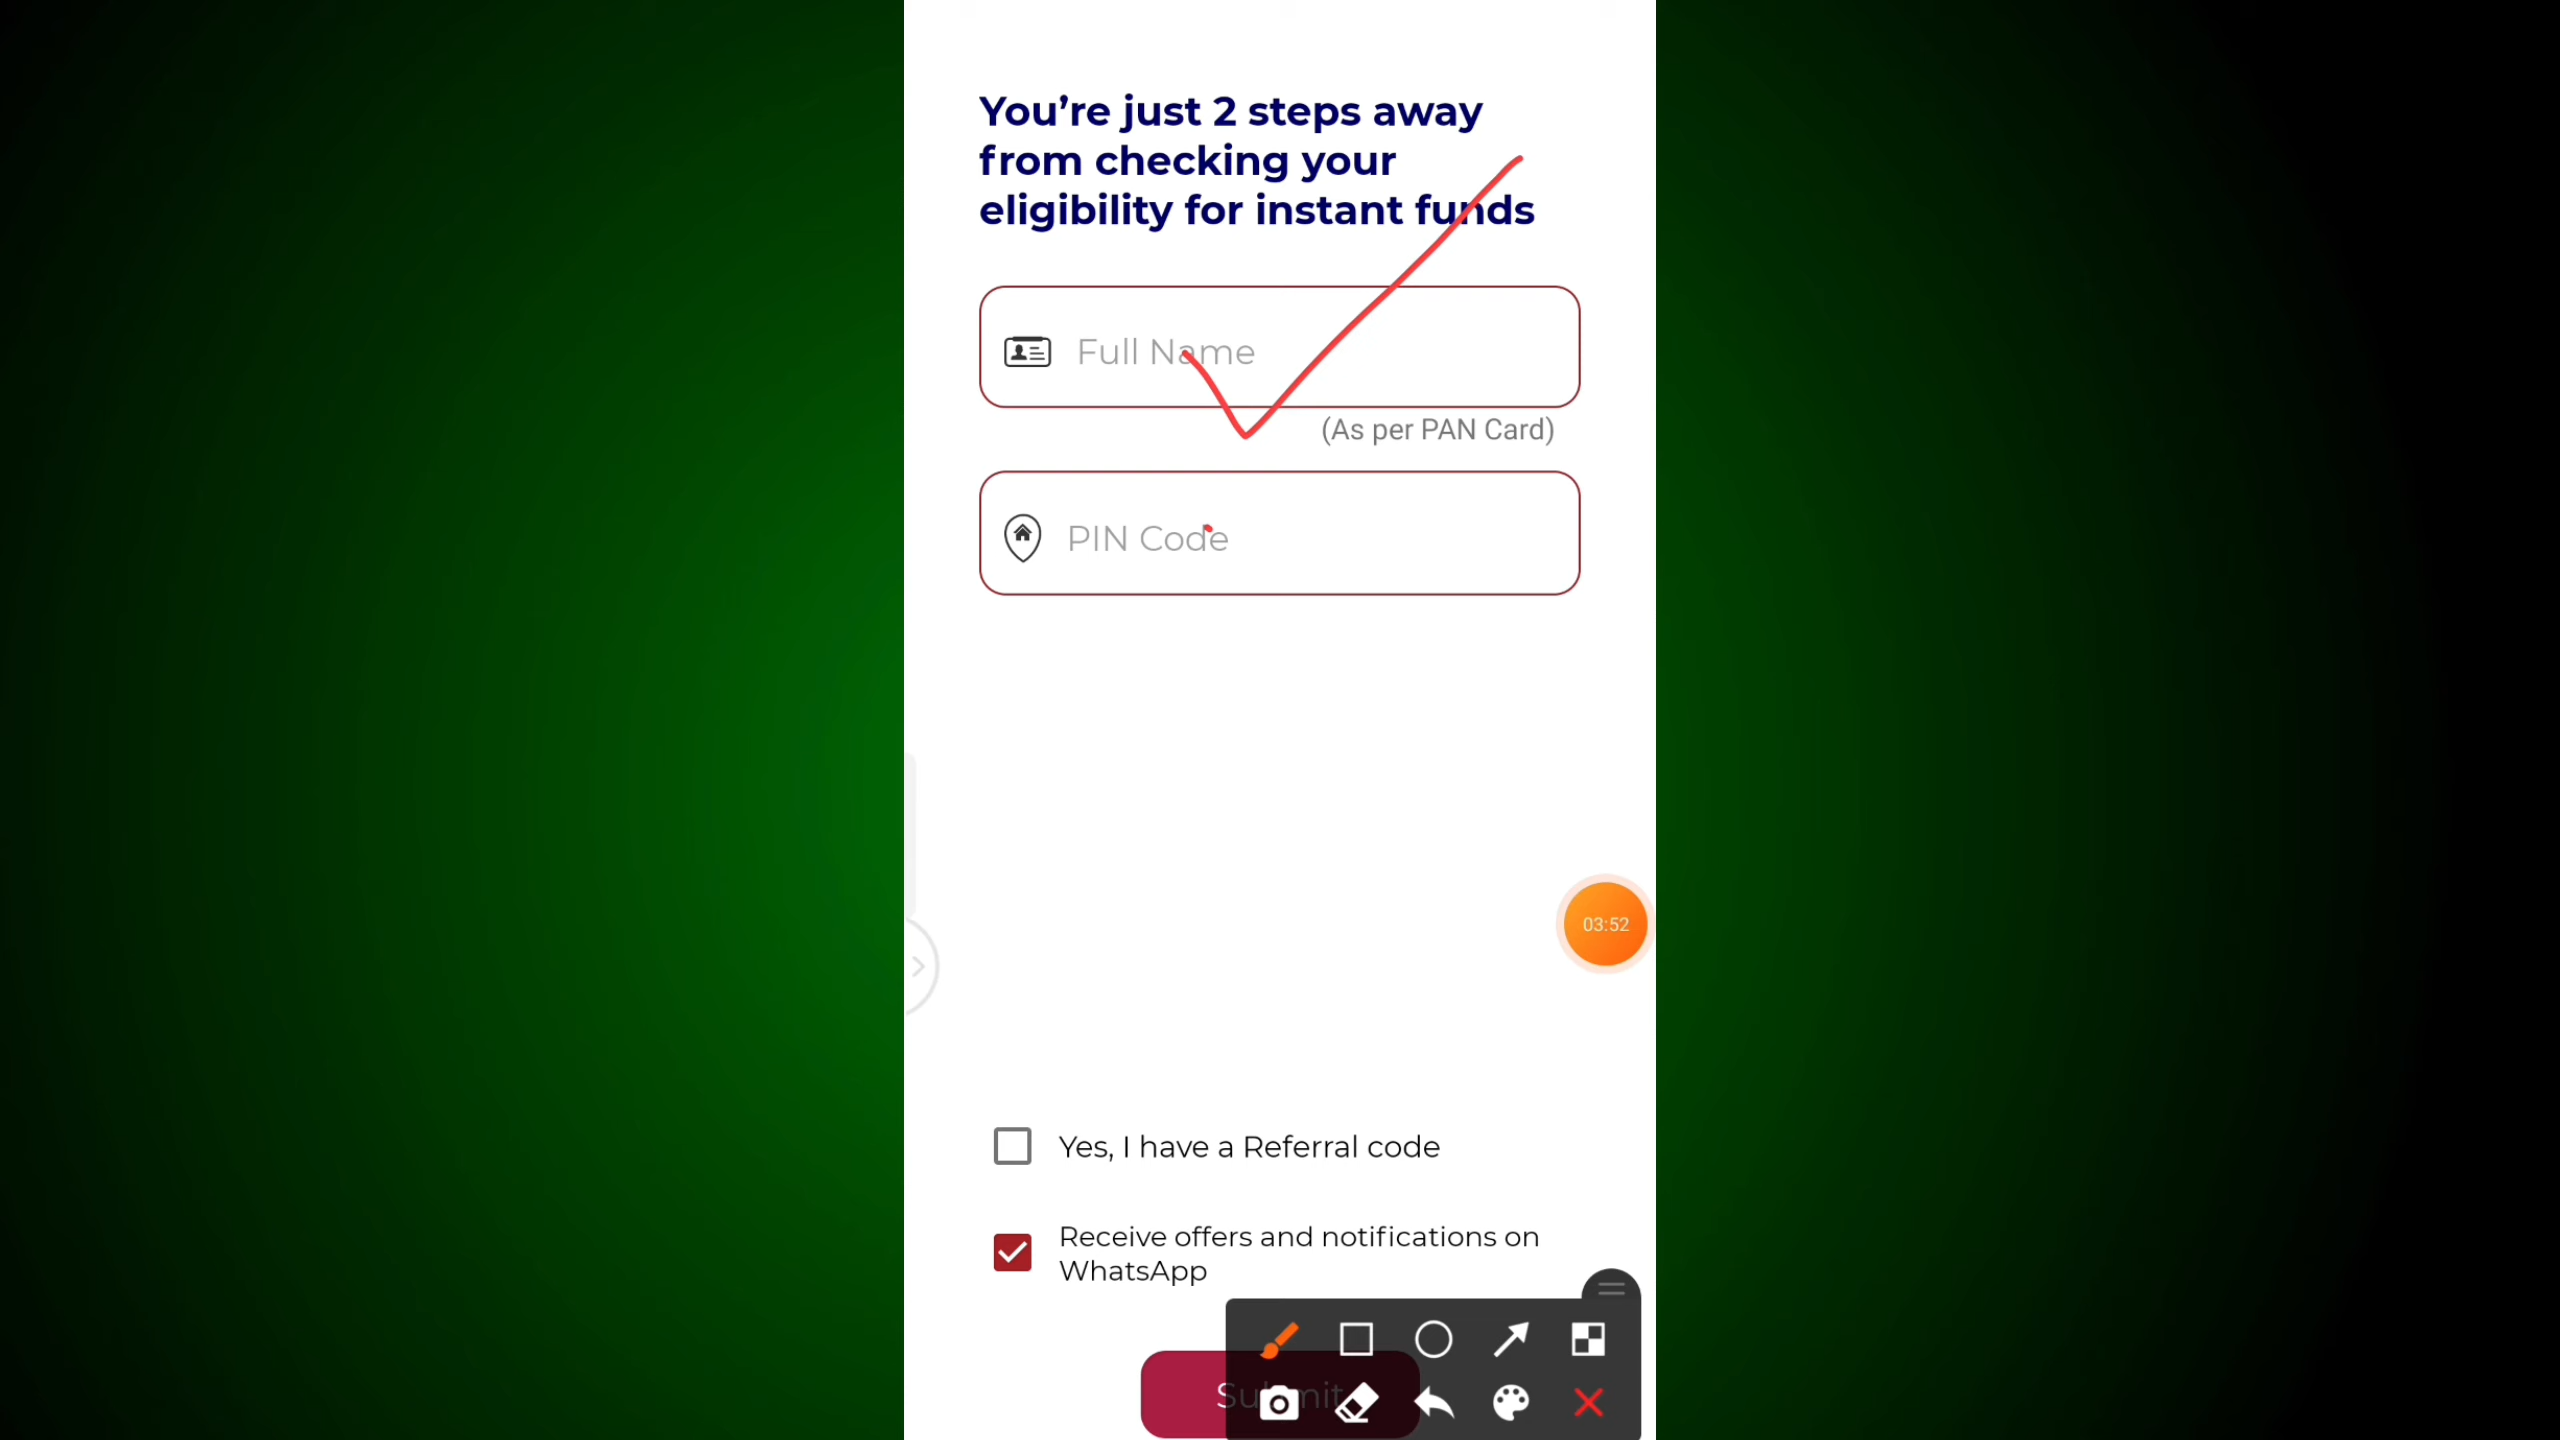 You’re just 2 steps away
from checking your
eligibility for instant funds
Full Name
(As per PAN Card)
PIN Code
03:52
Yes, I have a Referral code
Receive offers and notifications on
WhatsApp
Submit